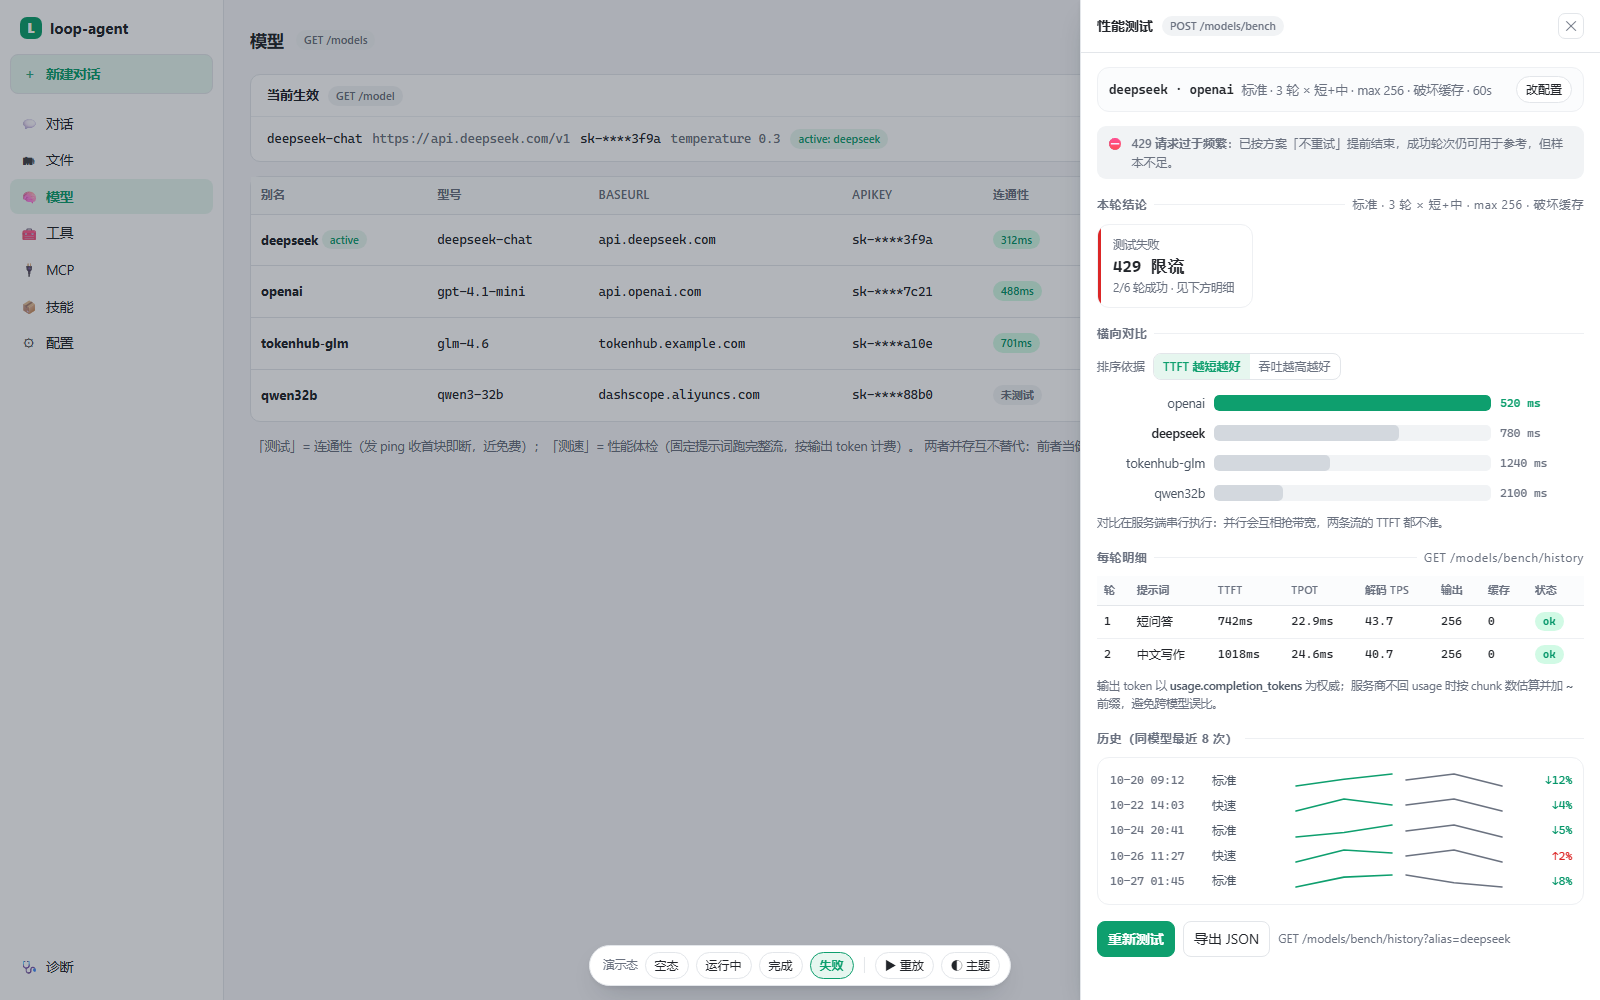 L loop-agent
+ 新建对话
对话
文件
模型
工具
MCP
技能
配置
诊断
模型 GET /models
当前生效 GET /model
deepseek-chat https://api.deepseek.com/v1 sk-****3f9a temperature 0.3 active: deepseek
别名 型号 BASEURL APIKEY 连通性
deepseek active deepseek-chat api.deepseek.com sk-****3f9a 312ms
openai gpt-4.1-mini api.openai.com sk-****7c21 488ms
tokenhub-glm glm-4.6 tokenhub.example.com sk-****a10e 701ms
qwen32b qwen3-32b dashscope.aliyuncs.com sk-****88b0 未测试
「测试」= 连通性（发 ping 收首块即断，近免费）；「测速」= 性能体检（固定提示词跑完整流，按输出 token 计费）。 两者并存互不替代：前者当
演示态 空态 运行中 完成 失败 ▶ 重放 ◐ 主题
性能测试 POST /models/bench
deepseek · openai 标准 · 3 轮 × 短+中 · max 256 · 破坏缓存 · 60s 改配置
429 请求过于频繁：已按方案「不重试」提前结束，成功轮次仍可用于参考，但样
本不足。
本轮结论 标准 · 3 轮 × 短+中 · max 256 · 破坏缓存
测试失败
429 限流
2/6 轮成功 · 见下方明细
横向对比
排序依据 TTFT 越短越好 吞吐越高越好
openai 520 ms
deepseek 780 ms
tokenhub-glm 1240 ms
qwen32b 2100 ms
对比在服务端串行执行：并行会互相抢带宽，两条流的 TTFT 都不准。
每轮明细 GET /models/bench/history
轮 提示词 TTFT TPOT 解码 TPS 输出 缓存 状态
1 短问答 742ms 22.9ms 43.7 256 0 ok
2 中文写作 1018ms 24.6ms 40.7 256 0 ok
输出 token 以 usage.completion_tokens 为权威；服务商不回 usage 时按 chunk 数估算并加 ~
前缀，避免跨模型误比。
历史（同模型最近 8 次）
10-20 09:12 标准 ↓12%
10-22 14:03 快速 ↓4%
10-24 20:41 标准 ↓5%
10-26 11:27 快速 ↑2%
10-27 01:45 标准 ↓8%
重新测试 导出 JSON GET /models/bench/history?alias=deepseek